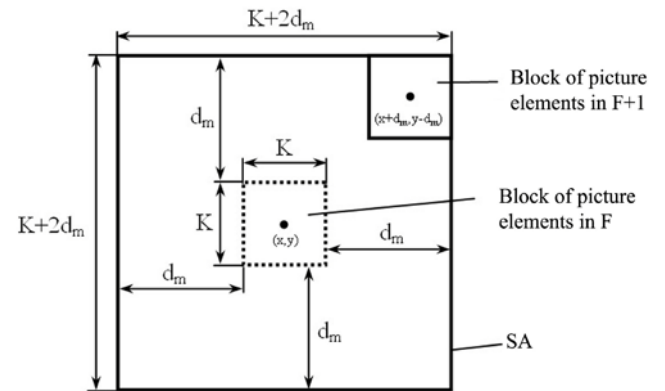 K+2dₘ
Block of picture
elements in F+1
dₘ
(x+dₘ,y-dₘ)
K
Block of picture
elements in F
K
K+2dₘ
(x,y)
dₘ
dₘ
dₘ
SA